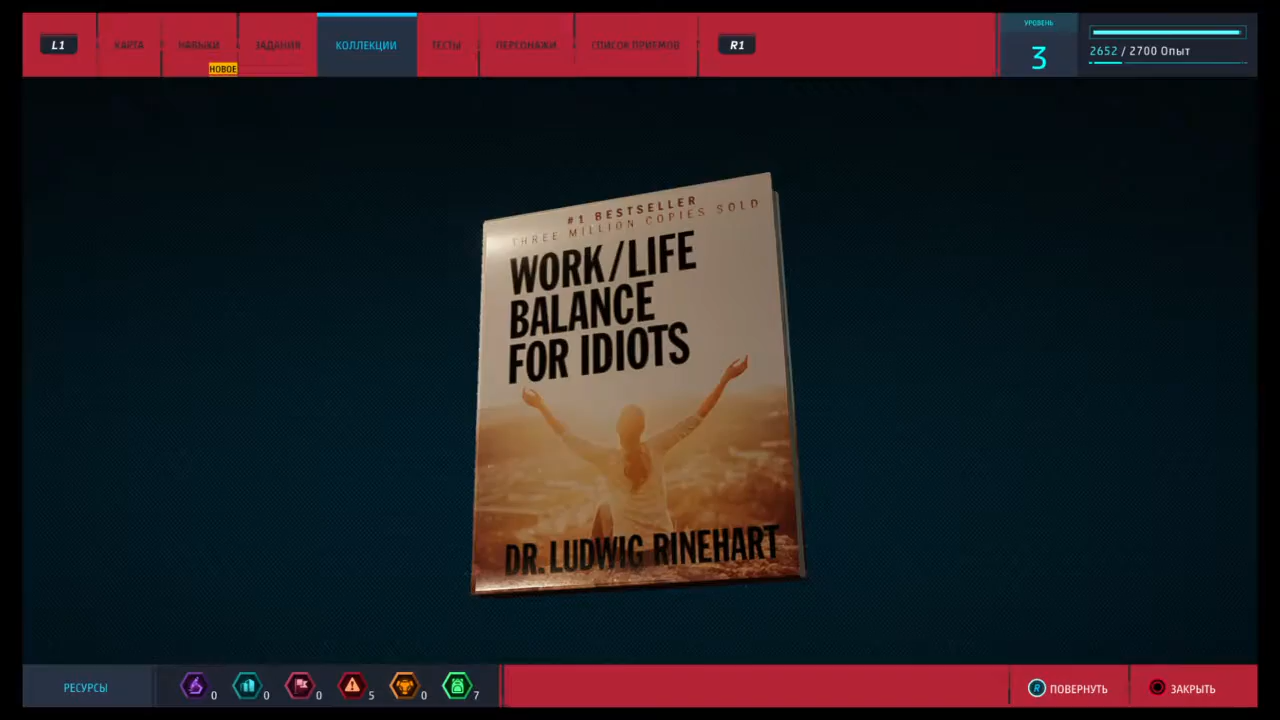 L1
КАРТА
НАВЫКИ
ЗАДАНИЯ
КОЛЛЕКЦИИ
ТЕСТЫ
ПЕРСОНАЖИ
СПИСОК ПРИЕМОВ
R1
НОВОЕ
УРОВЕНЬ
3
2652 / 2700 Опыт
#1 BESTSELLER
THREE MILLION COPIES SOLD
WORK/LIFE
BALANCE
FOR IDIOTS
DR. LUDWIG RINEHART
РЕСУРСЫ
0
0
0
5
0
7
R ПОВЕРНУТЬ
ЗАКРЫТЬ